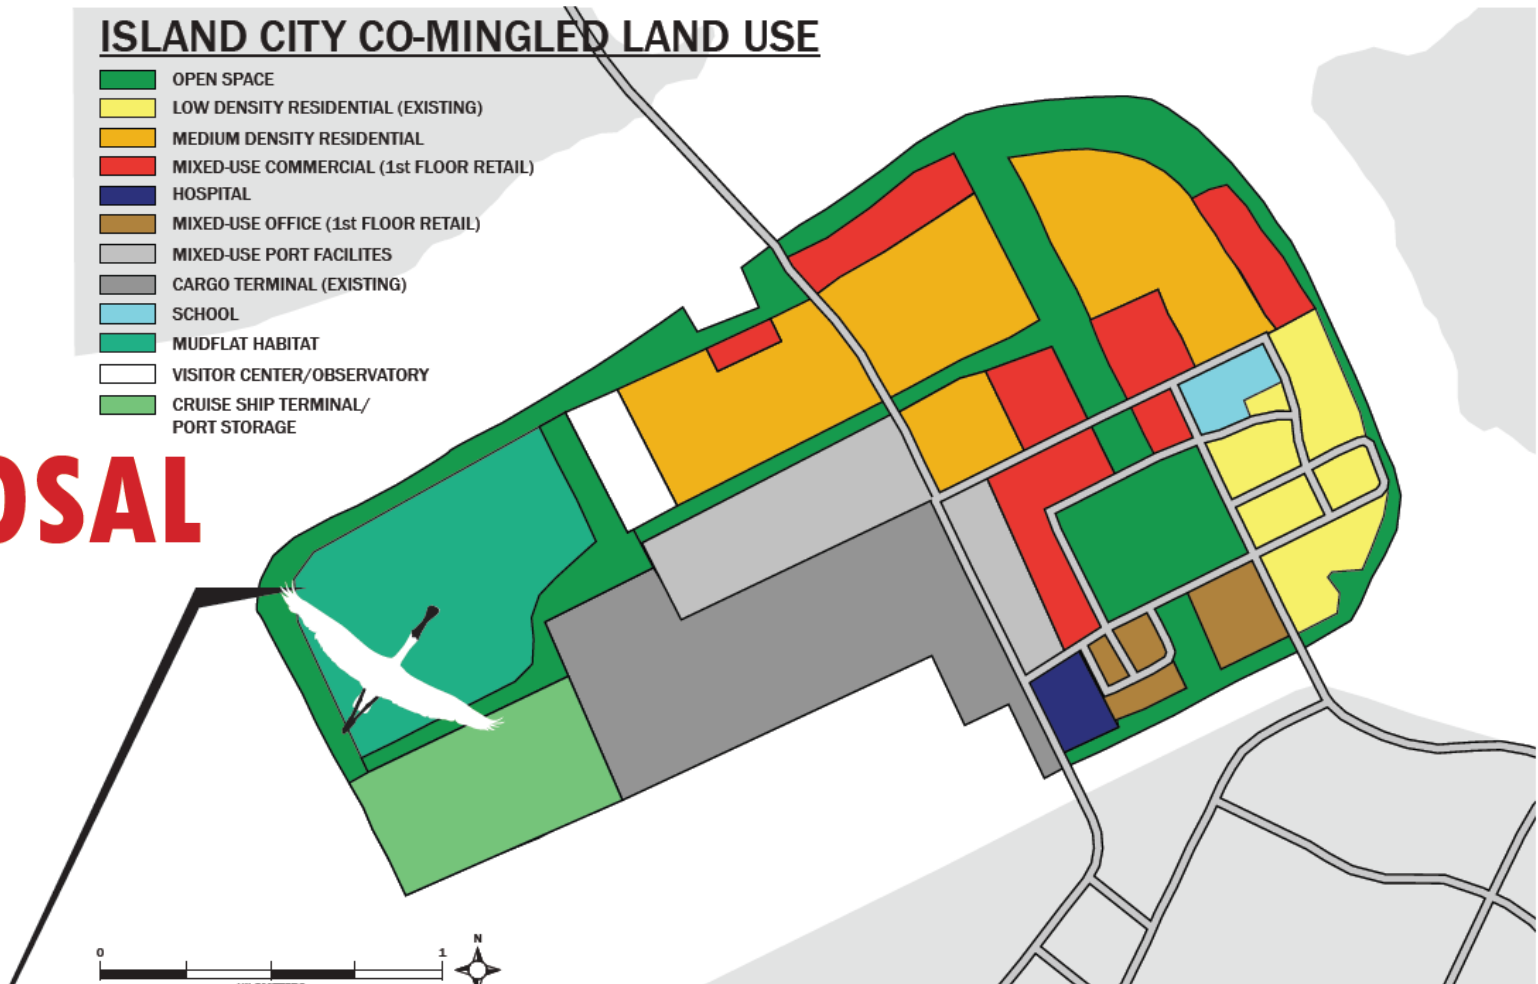 ISLAND CITY CO-MINGLED LAND USE
OPEN SPACE
LOW DENSITY RESIDENTIAL (EXISTING)
MEDIUM DENSITY RESIDENTIAL
MIXED-USE COMMERCIAL (1st FLOOR RETAIL)
HOSPITAL
MIXED-USE OFFICE (1st FLOOR RETAIL)
MIXED-USE PORT FACILITES
CARGO TERMINAL (EXISTING)
SCHOOL
MUDFLAT HABITAT
VISITOR CENTER/OBSERVATORY
CRUISE SHIP TERMINAL/
PORT STORAGE
OSAL
N
0 1